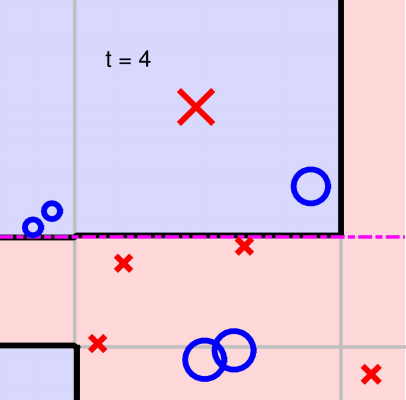 t = 4